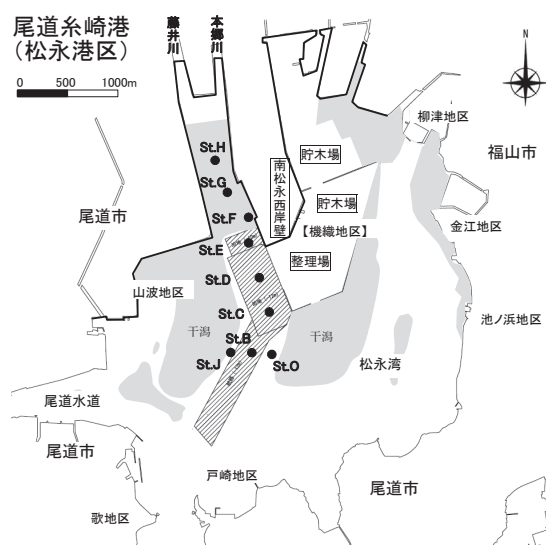 尾道糸崎港
(松永港区)
藤井川
本郷川
0 500 1000m
N
柳津地区
St.H
貯木場
福山市
St.G
南松永西岸壁
尾道市
貯木場
St.F
【機織地区】
金江地区
St.E
整理場
St.D
山波地区
St.C
池ノ浜地区
干潟
St.B
干潟
St.J
St.O
松永湾
尾道水道
尾道市
戸崎地区
尾道市
歌地区